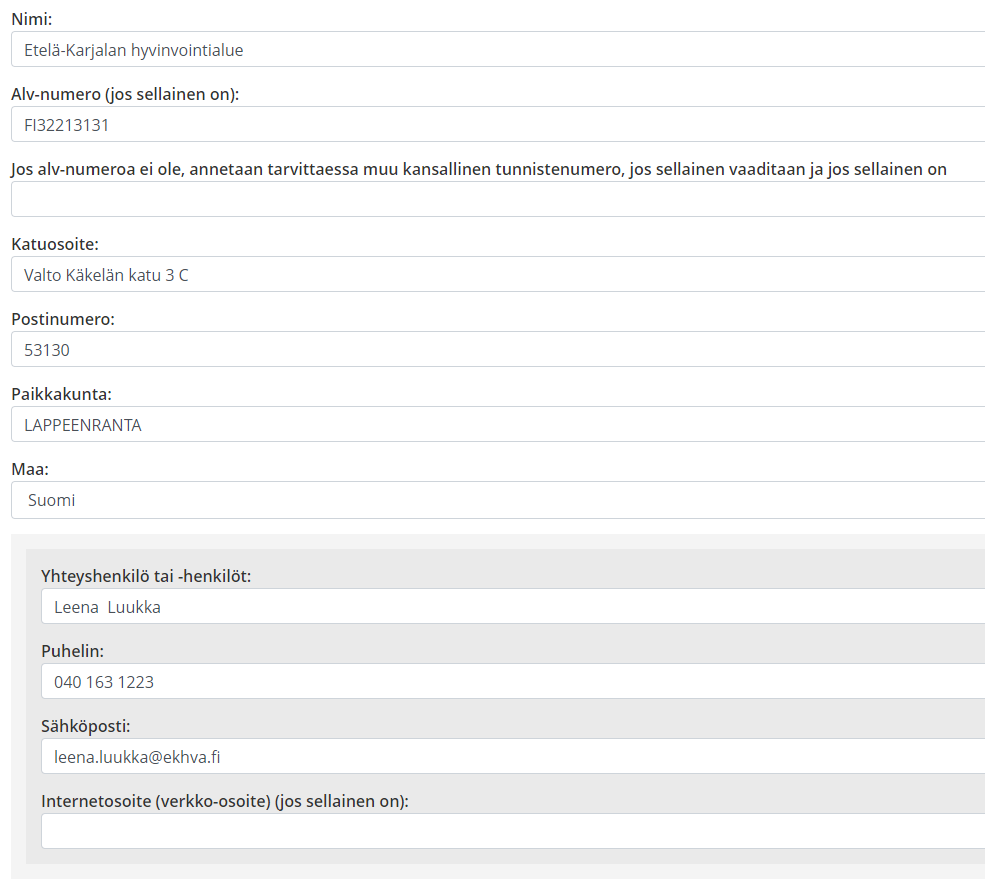 Nimi:
Etelä-Karjalan hyvinvointialue
Alv-numero (jos sellainen on):
FI32213131
Jos alv-numeroa ei ole, annetaan tarvittaessa muu kansallinen tunnistenumero, jos sellainen vaaditaan ja jos sellainen on
Katuosoite:
Valto Käkelän katu 3 C
Postinumero:
53130
Paikkakunta:
LAPPEENRANTA
Maa:
Suomi
Yhteyshenkilö tai -henkilöt:
Leena  Luukka
Puhelin:
040 163 1223
Sähköposti:
leena.luukka@ekhva.fi
Internetosoite (verkko-osoite) (jos sellainen on):